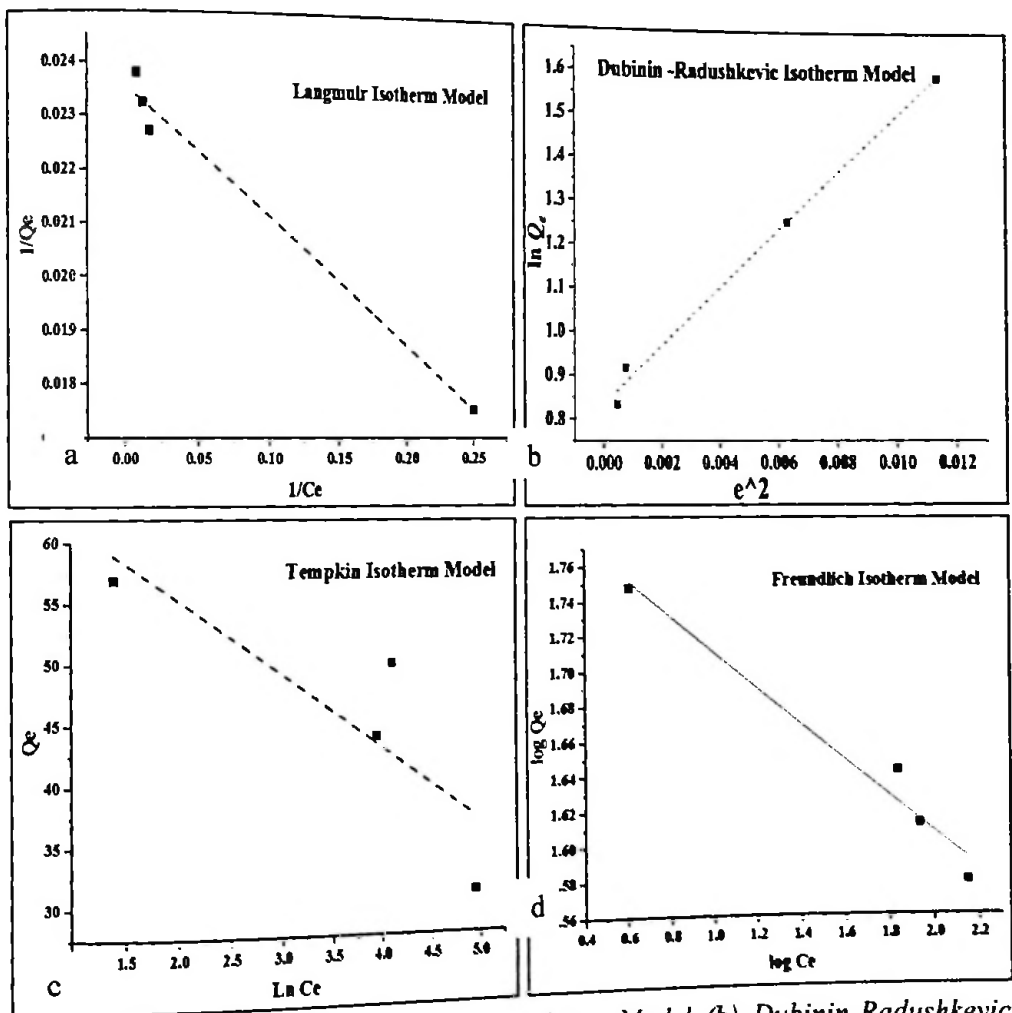 Langmuir Isotherm Model
1/Qe
0.024
0.023
0.022
0.021
0.020
0.019
0.018
0.00 0.05 0.10 0.15 0.20 0.25
1/Ce
a
Dubinin -Radushkevic Isotherm Model
ln Qe
1.6
1.5
1.4
1.3
1.2
1.1
1.0
0.9
0.8
0.000 0.002 0.004 0.006 0.008 0.010 0.012
e^2
b
Tempkin Isotherm Model
Qe
60
55
50
45
40
35
30
1.5 2.0 2.5 3.0 3.5 4.0 4.5 5.0
Ln Ce
c
Freundlich Isotherm Model
log Qe
1.76
1.74
1.72
1.70
1.68
1.66
1.64
1.62
1.60
1.58
.56
0.4 0.6 0.8 1.0 1.2 1.4 1.6 1.8 2.0 2.2
log Ce
d
Model (b) Dubinin Radushkevic